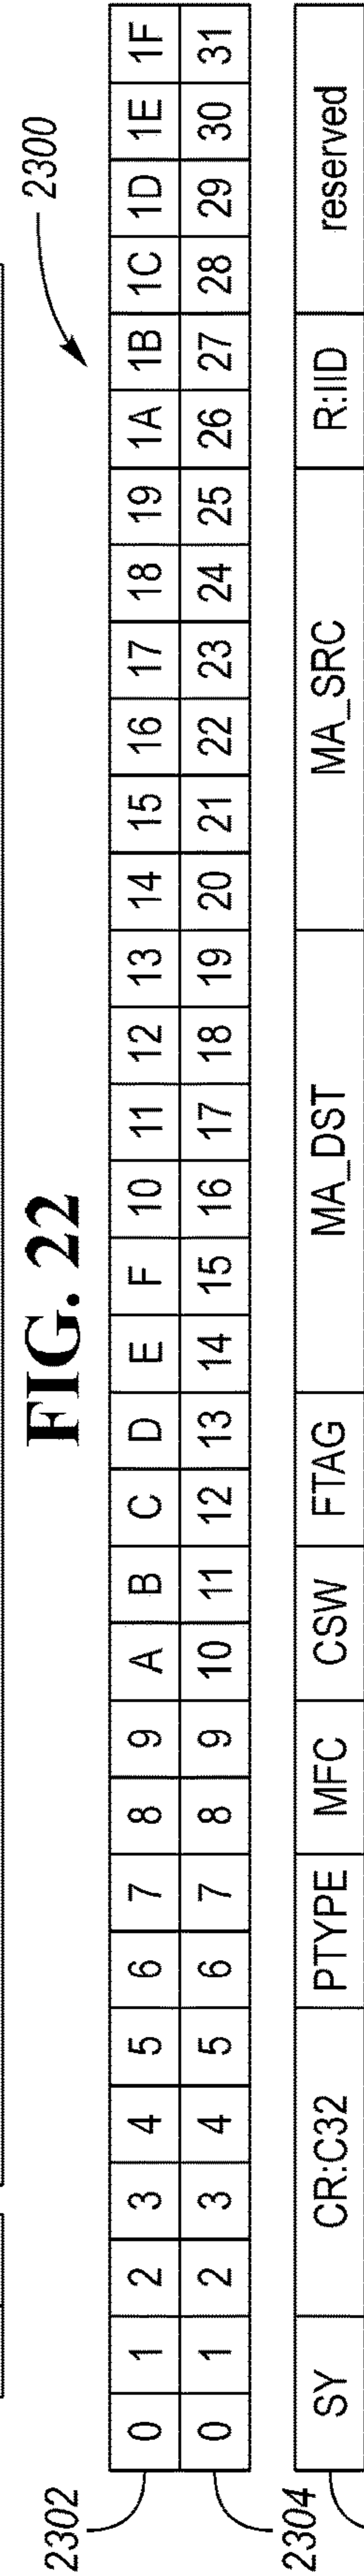 FIG. 22
2300
2302
0 1 2 3 4 5 6 7 8 9 A B C D E F 10 11 12 13 14 15 16 17 18 19 1A 1B 1C 1D 1E 1F
0 1 2 3 4 5 6 7 8 9 10 11 12 13 14 15 16 17 18 19 20 21 22 23 24 25 26 27 28 29 30 31
2304
SY CR:C32 PTYPE MFC CSW FTAG MA_DST MA_SRC R:IID reserved